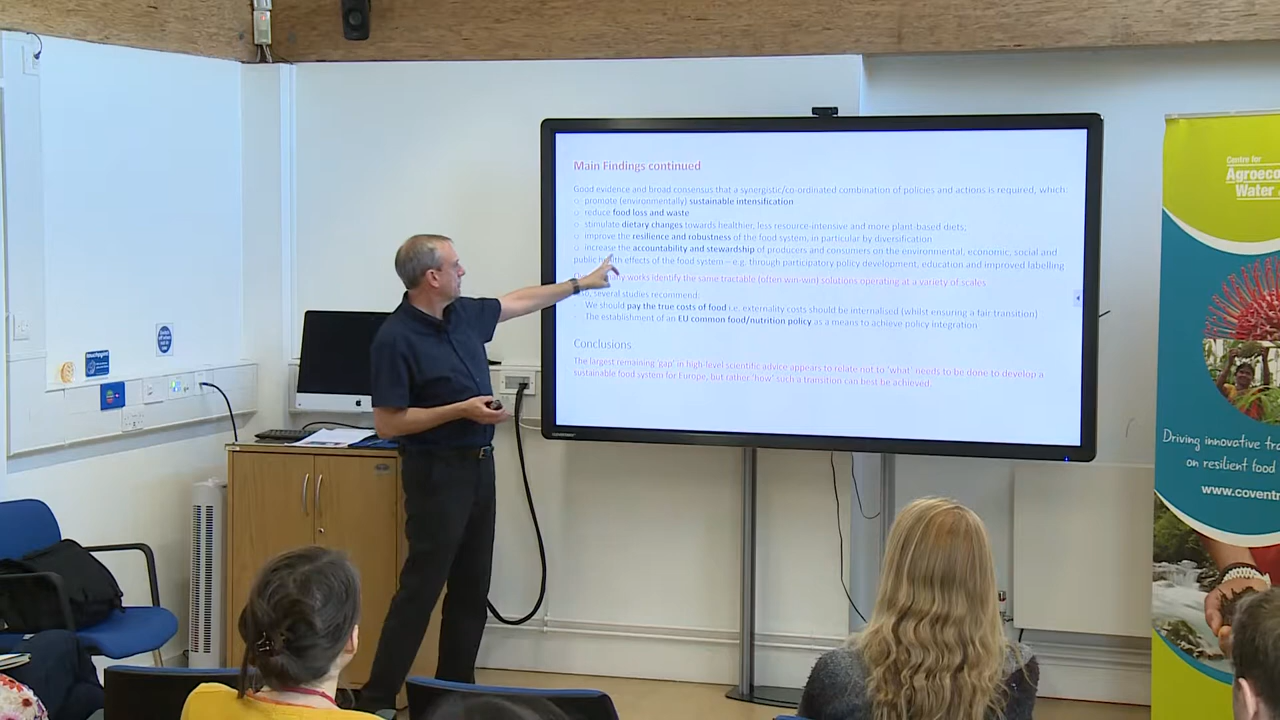 Main Findings continued
Good evidence and broad consensus that a synergistic/co-ordinated combination of policies and actions is required, which:
o promote (environmentally) sustainable intensification
o reduce food loss and waste
o stimulate dietary changes towards healthier, less resource-intensive and more plant-based diets;
o improve the resilience and robustness of the food system, in particular by diversification
o increase the accountability and stewardship of producers and consumers on the environmental, economic, social and
public health effects of the food system – e.g. through participatory policy development, education and improved labelling
works identify the same tractable (often win-win) solutions operating at a variety of scales
several studies recommend:
- We should pay the true costs of food i.e. externality costs should be internalised (whilst ensuring a fair transition)
- The establishment of an EU common food/nutrition policy as a means to achieve policy integration
Conclusions
The largest remaining 'gap' in high-level scientific advice appears to relate not to 'what' needs to be done to develop a
sustainable food system for Europe, but rather 'how' such a transition can best be achieved.
Centre for
Agroeco
Water
Driving innovative tra
on resilient food
www.covent